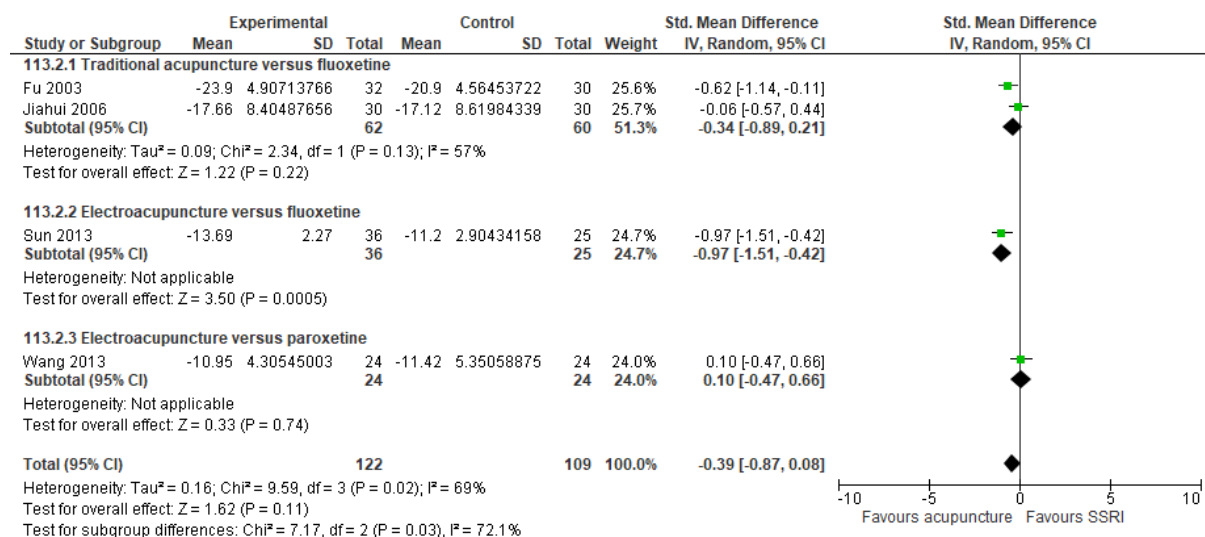 Experimental Control Std. Mean Difference Std. Mean Difference
Study or Subgroup Mean SD Total Mean SD Total Weight IV, Random, 95% CI IV, Random, 95% CI
113.2.1 Traditional acupuncture versus fluoxetine
Fu 2003 -23.9 4.90713766 32 -20.9 4.56453722 30 25.6% -0.62 [-1.14, -0.11]
Jiahui 2006 -17.66 8.40487656 30 -17.12 8.61984339 30 25.7% -0.06 [-0.57, 0.44]
Subtotal (95% CI) 62 60 51.3% -0.34 [-0.89, 0.21]
Heterogeneity: Tau² = 0.09; Chi² = 2.34, df = 1 (P = 0.13); I² = 57%
Test for overall effect: Z = 1.22 (P = 0.22)
113.2.2 Electroacupuncture versus fluoxetine
Sun 2013 -13.69 2.27 36 -11.2 2.90434158 25 24.7% -0.97 [-1.51, -0.42]
Subtotal (95% CI) 36 25 24.7% -0.97 [-1.51, -0.42]
Heterogeneity: Not applicable
Test for overall effect: Z = 3.50 (P = 0.0005)
113.2.3 Electroacupuncture versus paroxetine
Wang 2013 -10.95 4.30545003 24 -11.42 5.35058875 24 24.0% 0.10 [-0.47, 0.66]
Subtotal (95% CI) 24 24 24.0% 0.10 [-0.47, 0.66]
Heterogeneity: Not applicable
Test for overall effect: Z = 0.33 (P = 0.74)
Total (95% CI) 122 109 100.0% -0.39 [-0.87, 0.08]
Heterogeneity: Tau² = 0.16; Chi² = 9.59, df = 3 (P = 0.02); I² = 69%
Test for overall effect: Z = 1.62 (P = 0.11)
Test for subgroup differences: Chi² = 7.17, df = 2 (P = 0.03), I² = 72.1%
-10 -5 0 5 10
Favours acupuncture Favours SSRI